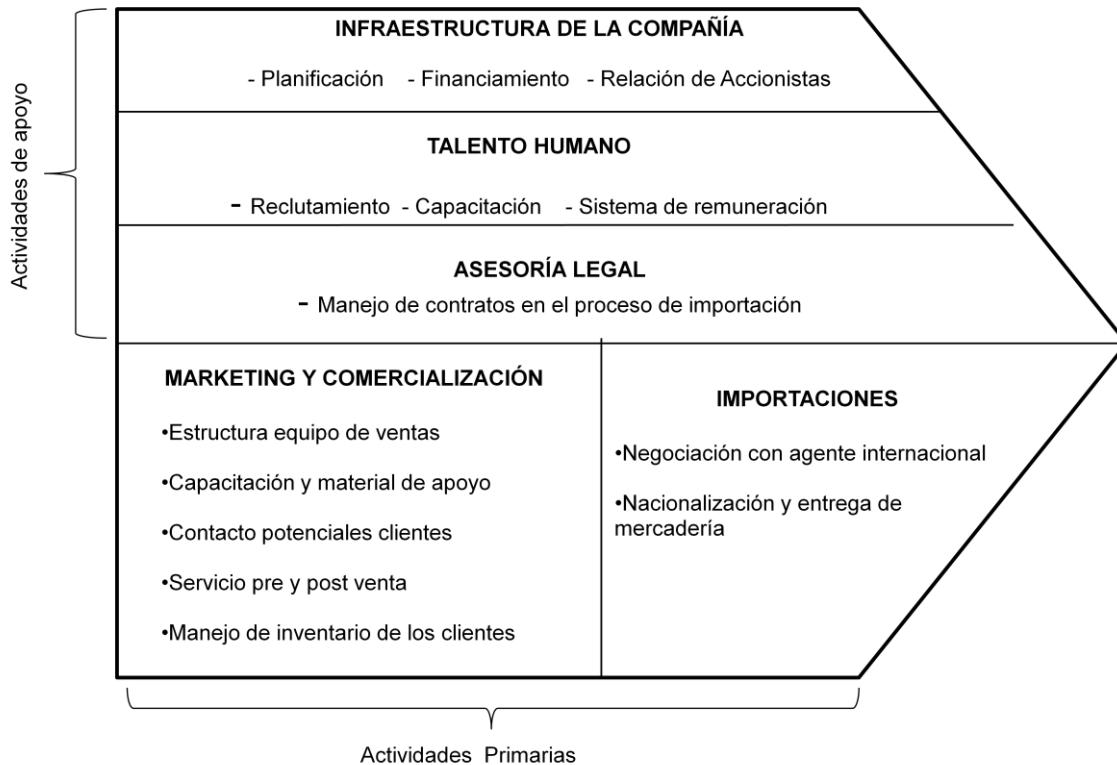 Actividades de apoyo
INFRAESTRUCTURA DE LA COMPAÑÍA
- Planificación - Financiamiento - Relación de Accionistas
TALENTO HUMANO
- Reclutamiento - Capacitación - Sistema de remuneración
ASESORÍA LEGAL
- Manejo de contratos en el proceso de importación
MARKETING Y COMERCIALIZACIÓN
•Estructura equipo de ventas
•Capacitación y material de apoyo
•Contacto potenciales clientes
•Servicio pre y post venta
•Manejo de inventario de los clientes
IMPORTACIONES
•Negociación con agente internacional
•Nacionalización y entrega de
mercadería
Actividades Primarias